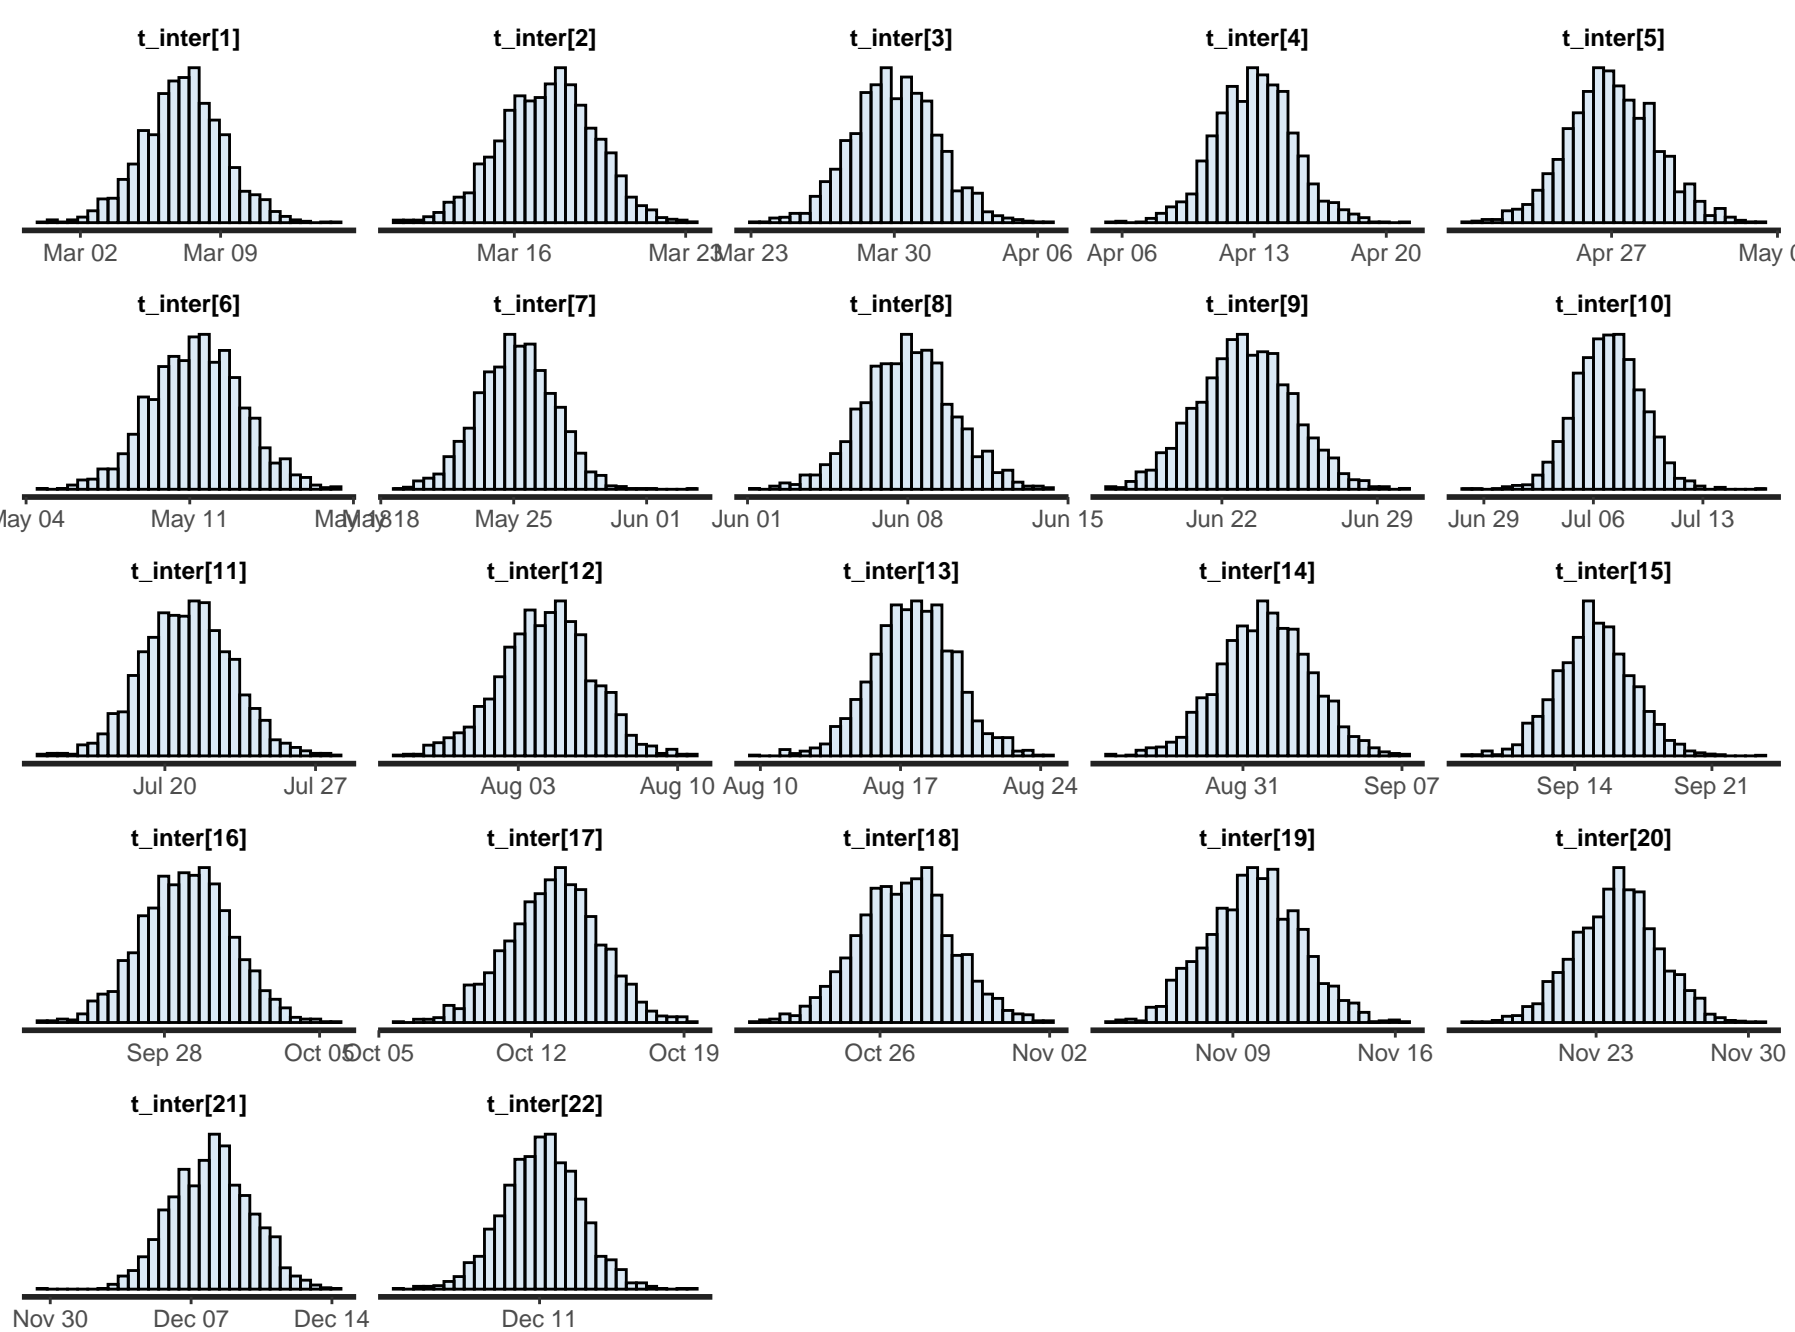 t_inter[1] t_inter[2] t_inter[3] t_inter[4] t_inter[5]
Mar 02 Mar 09 Mar 16 Mar 23 Mar 23 Mar 30 Apr 06 Apr 06 Apr 13 Apr 20 Apr 27 May
t_inter[6] t_inter[7] t_inter[8] t_inter[9] t_inter[10]
May 04 May 11 May 18 May 18 May 25 Jun 01 Jun 01 Jun 08 Jun 15 Jun 22 Jun 29 Jun 29 Jul 06 Jul 13
t_inter[11] t_inter[12] t_inter[13] t_inter[14] t_inter[15]
Jul 20 Jul 27 Aug 03 Aug 10 Aug 10 Aug 17 Aug 24 Aug 31 Sep 07 Sep 14 Sep 21
t_inter[16] t_inter[17] t_inter[18] t_inter[19] t_inter[20]
Sep 28 Oct 05 Oct 05 Oct 12 Oct 19 Oct 26 Nov 02 Nov 09 Nov 16 Nov 23 Nov 30
t_inter[21] t_inter[22]
Nov 30 Dec 07 Dec 14 Dec 11